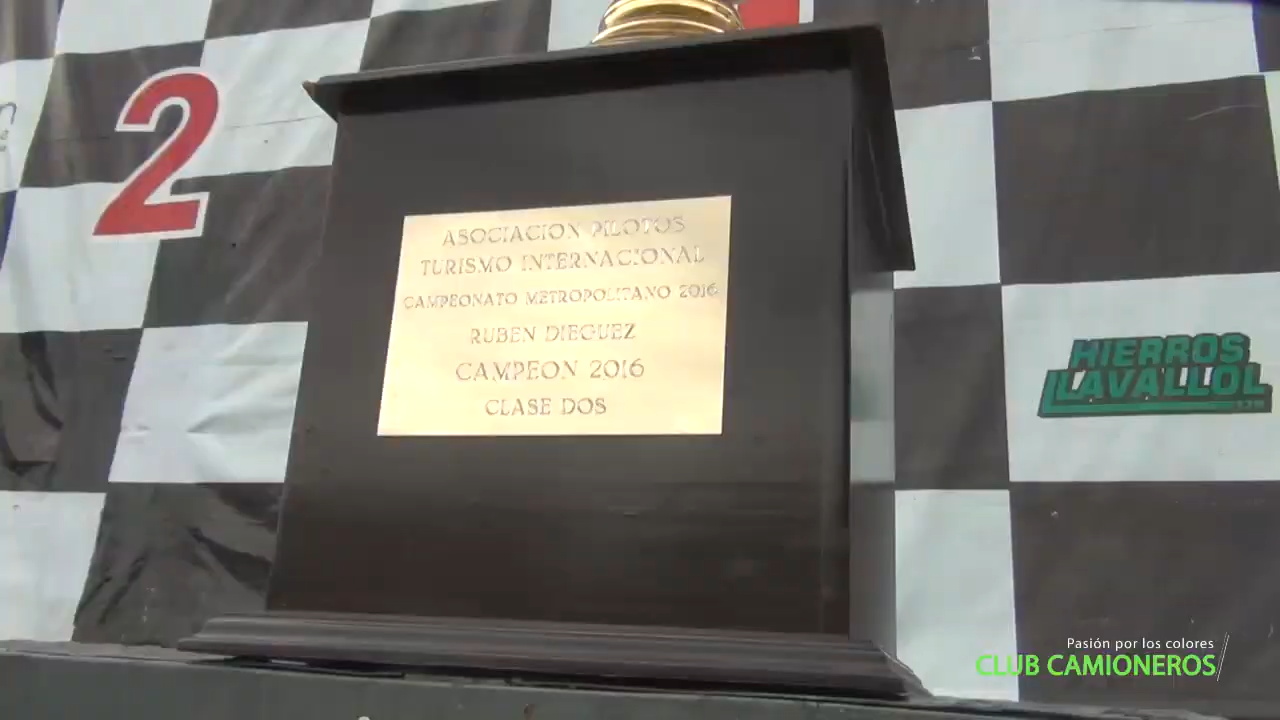 2
ASOCIACION PILOTOS
TURISMO INTERNACIONAL
CAMPEONATO METROPOLITANO 2016
RUBEN DIEGUEZ
CAMPEON 2016
CLASE DOS
HIERROS
LLAVALLOL
Pasión por los colores
CLUB CAMIONEROS